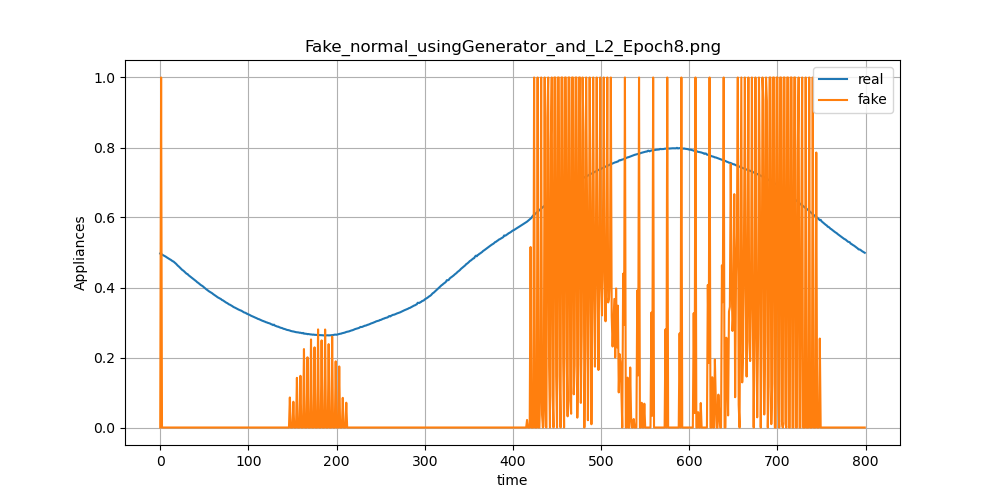 Fake_normal_usingGenerator_and_L2_Epoch8.png
real
fake
1.0
0.8
0.6
0.4
0.2
0.0
Appliances
0 100 200 300 400 500 600 700 800
time